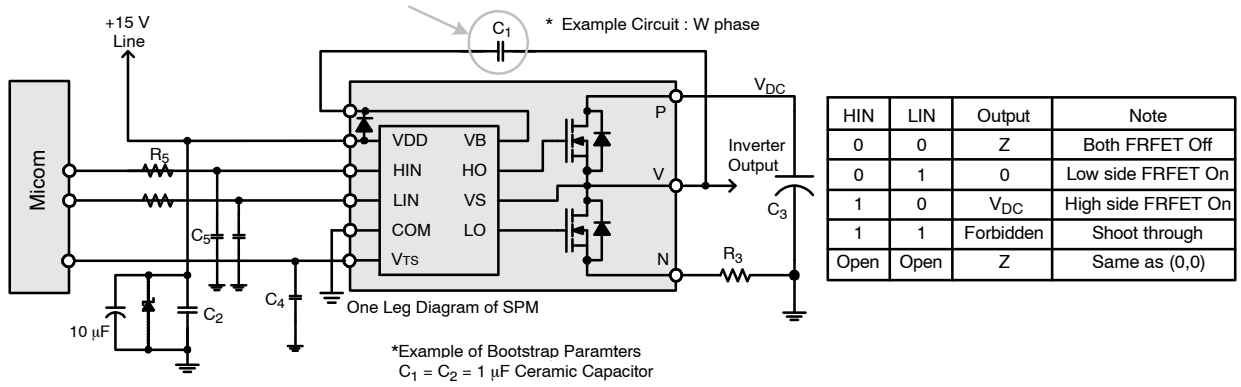 +15 V
Line
C1
* Example Circuit : W phase
Micom
R5
C5
10 μF
C2
C4
VDD
HIN
LIN
COM
VTS
VB
HO
VS
LO
P
V
N
VDC
Inverter
Output
C3
R3
One Leg Diagram of SPM
*Example of Bootstrap Paramters
C1 = C2 = 1 μF Ceramic Capacitor
HIN LIN Output Note
0 0 Z Both FRFET Off
0 1 0 Low side FRFET On
1 0 VDC High side FRFET On
1 1 Forbidden Shoot through
Open Open Z Same as (0,0)